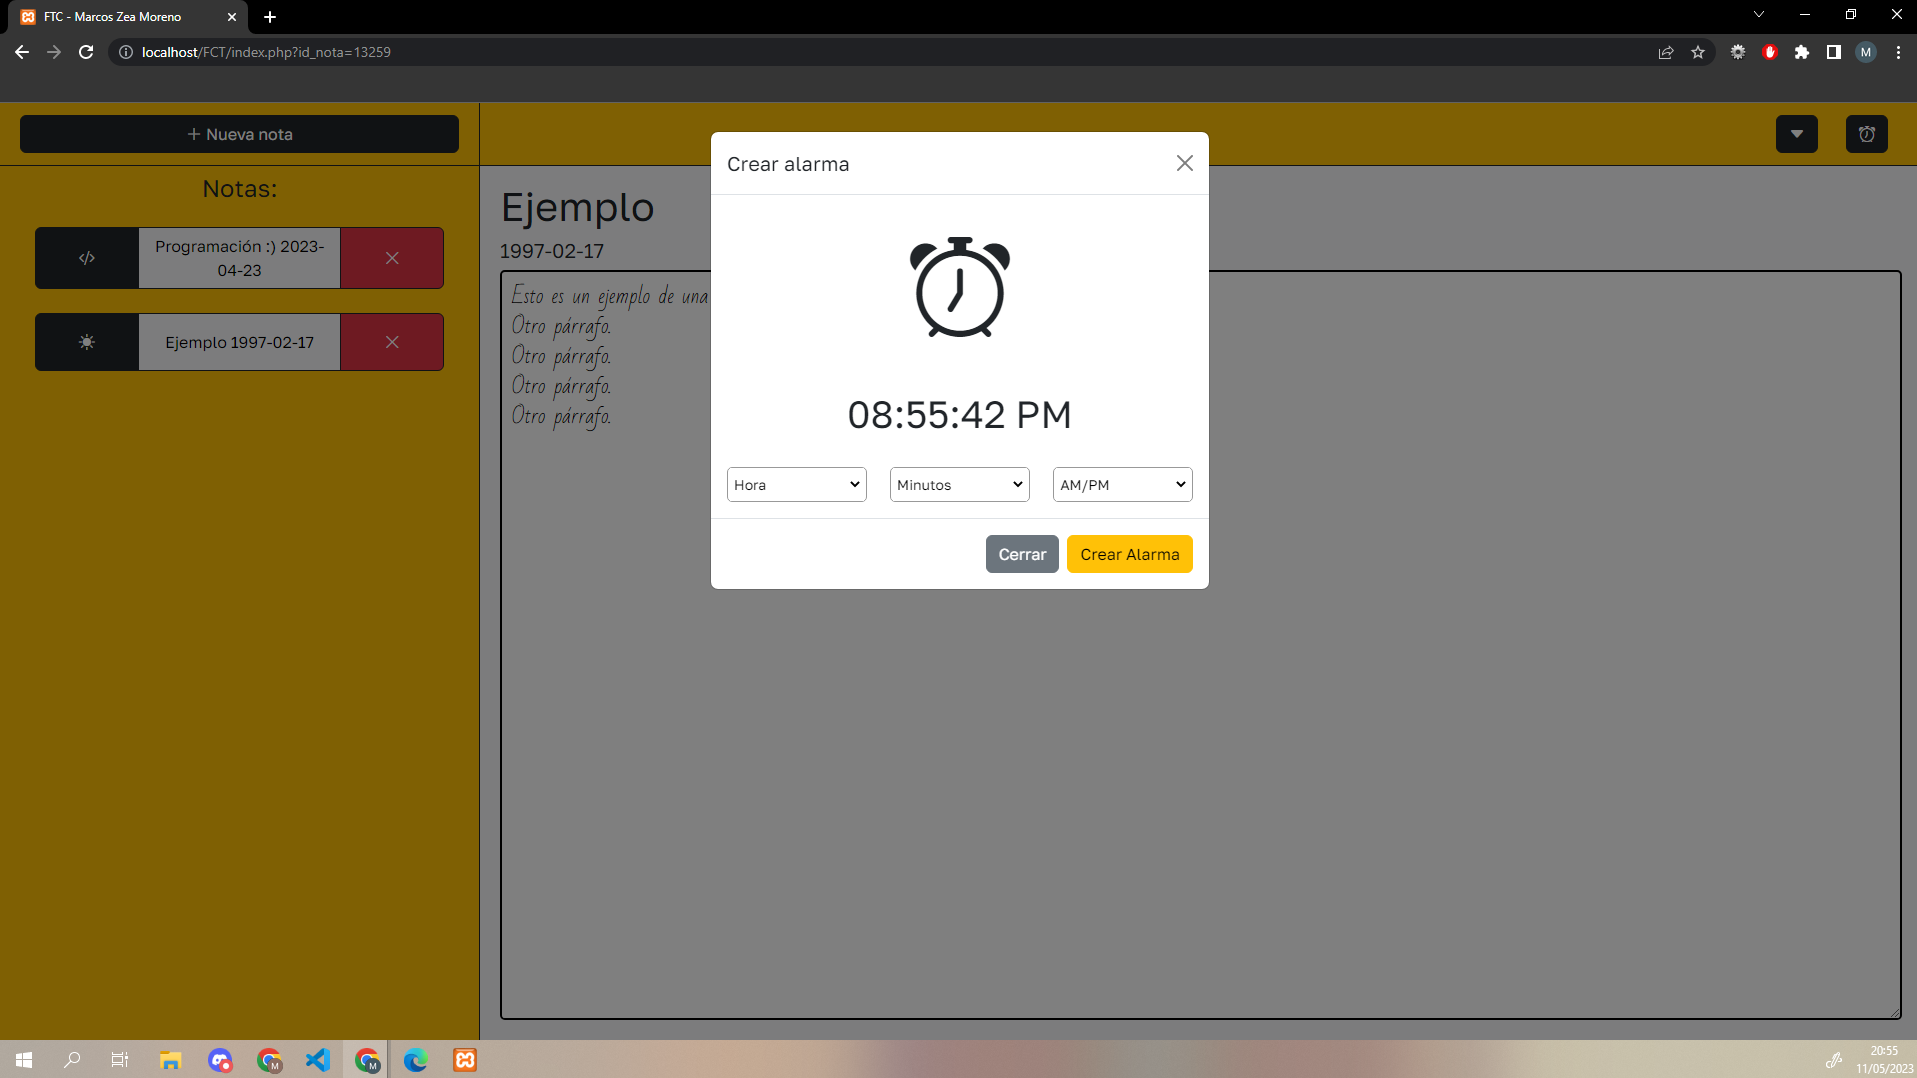 FTC - Marcos Zea Moreno
localhost/FCT/index.php?id_nota=13259
M
Nueva nota
Notas:
Programación :) 2023-
04-23
Ejemplo 1997-02-17
Ejemplo
1997-02-17
Esto es un ejemplo de una
Otro párrafo.
Otro párrafo.
Otro párrafo.
Otro párrafo.
Crear alarma
08:55:42 PM
Hora
Minutos
AM/PM
Cerrar
Crear Alarma
M
M
20:55
11/05/2023